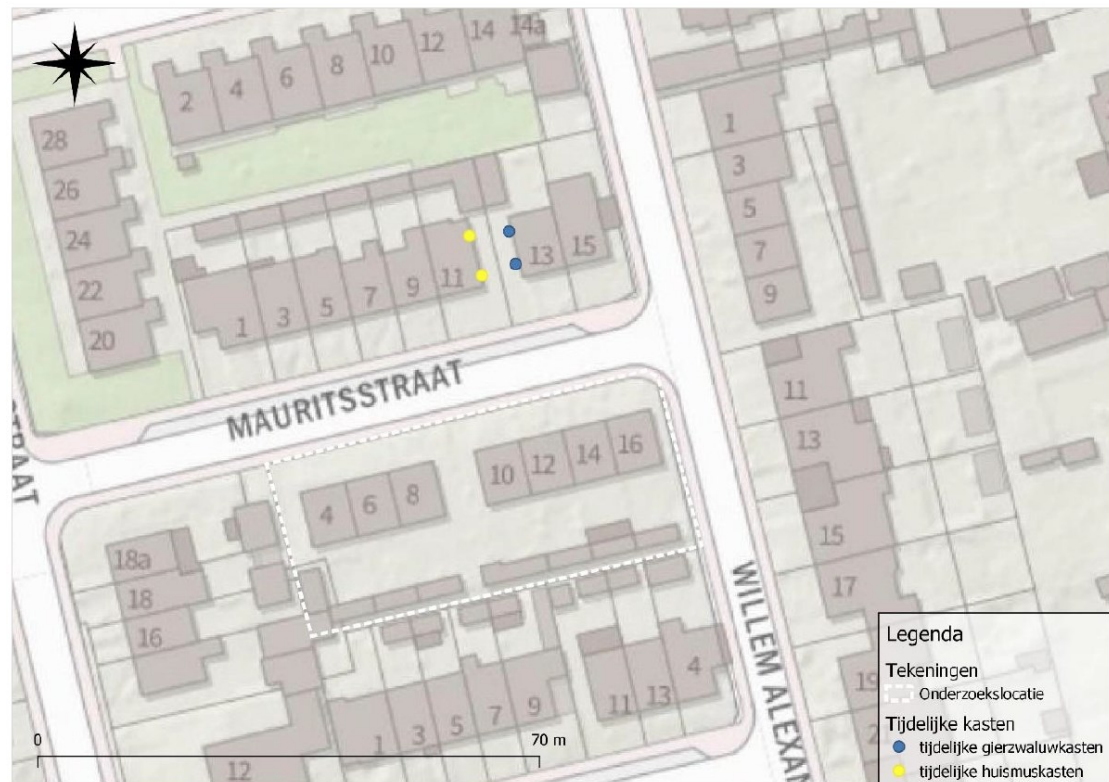 2 4 6 8 10 12 14 14a
28
26
24
22
20
1 3 5 7 9 11
13 15
1
3
5
7
9
MAURITSSTRAAT
STRAAT
4 6 8
10 12 14 16
11
13
15
17
18a
18
16
12
1 3 5 7 9
11 13 4
WILLEM ALEXAN
19
2
Legenda
Tekeningen
Onderzoekslocatie
Tijdelijke kasten
tijdelijke gierzwaluwkasten
tijdelijke huismuskasten
0 70 m